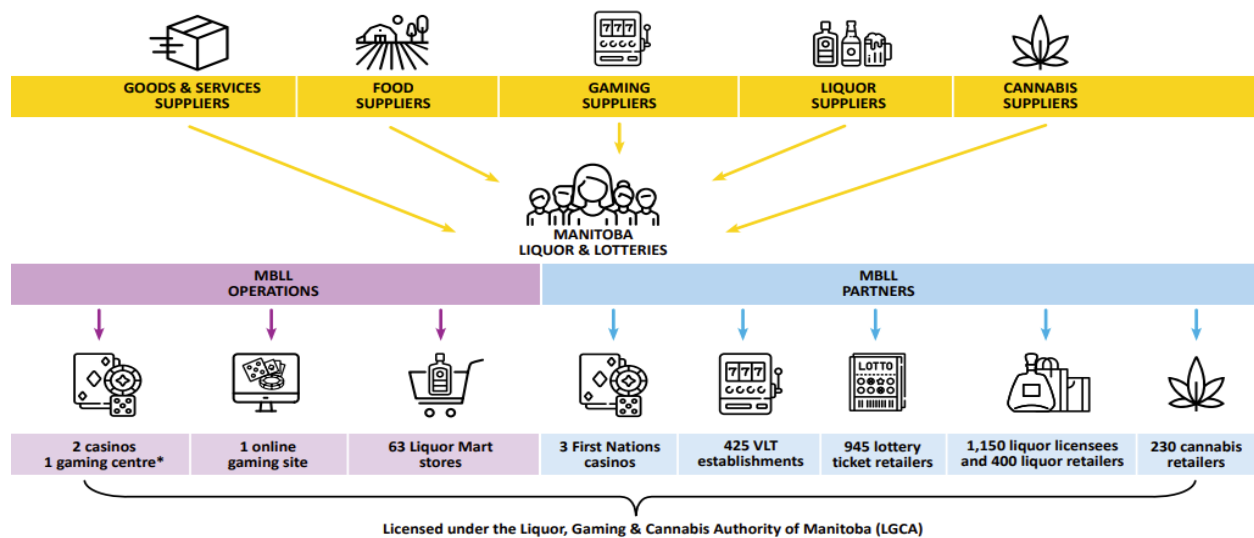 777
GOODS & SERVICES
SUPPLIERS
FOOD
SUPPLIERS
GAMING
SUPPLIERS
LIQUOR
SUPPLIERS
CANNABIS
SUPPLIERS
MANITOBA
LIQUOR & LOTTERIES
MBLL
OPERATIONS
MBLL
PARTNERS
777
LOTTO
2 casinos
1 gaming centre*
1 online
gaming site
63 Liquor Mart
stores
3 First Nations
casinos
425 VLT
establishments
945 lottery
ticket retailers
1,150 liquor licensees
and 400 liquor retailers
230 cannabis
retailers
Licensed under the Liquor, Gaming & Cannabis Authority of Manitoba (LGCA)